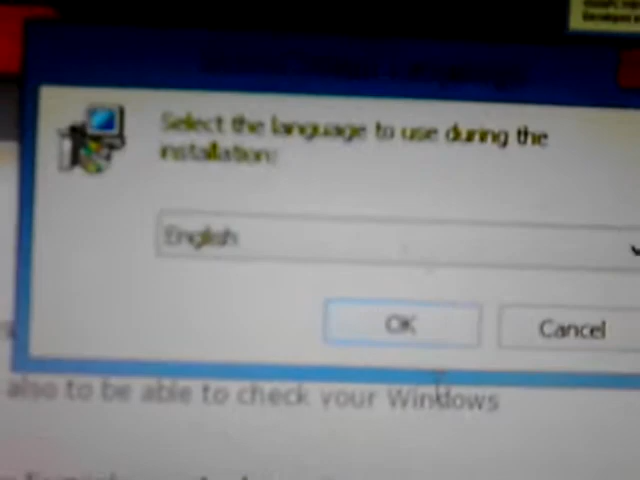 Select the language to use during the
installation:
English
OK
Cancel
also to be able to check your Windows